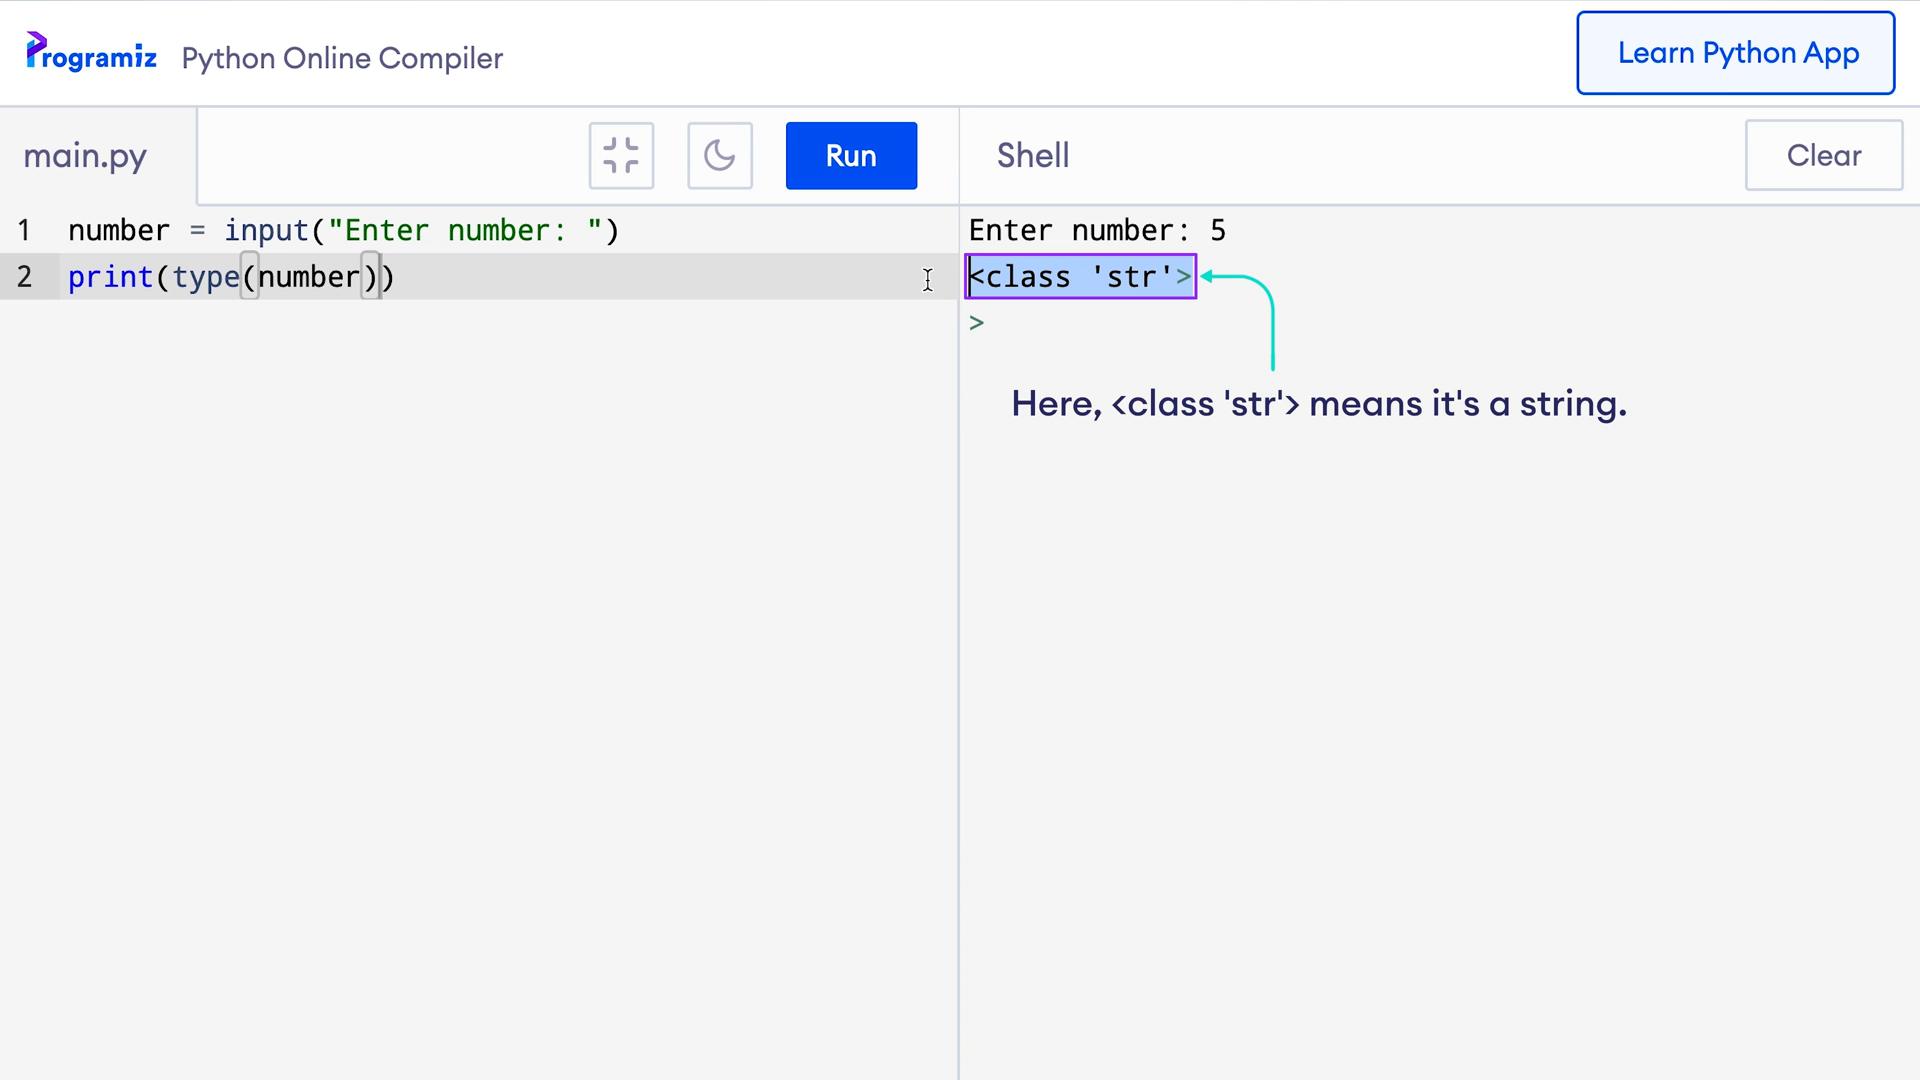 Programiz Python Online Compiler
Learn Python App
main.py
Run
Shell
Clear
1 number = input("Enter number: ")
2 print(type(number))
Enter number: 5
<class 'str'>
>
Here, <class 'str'> means it's a string.